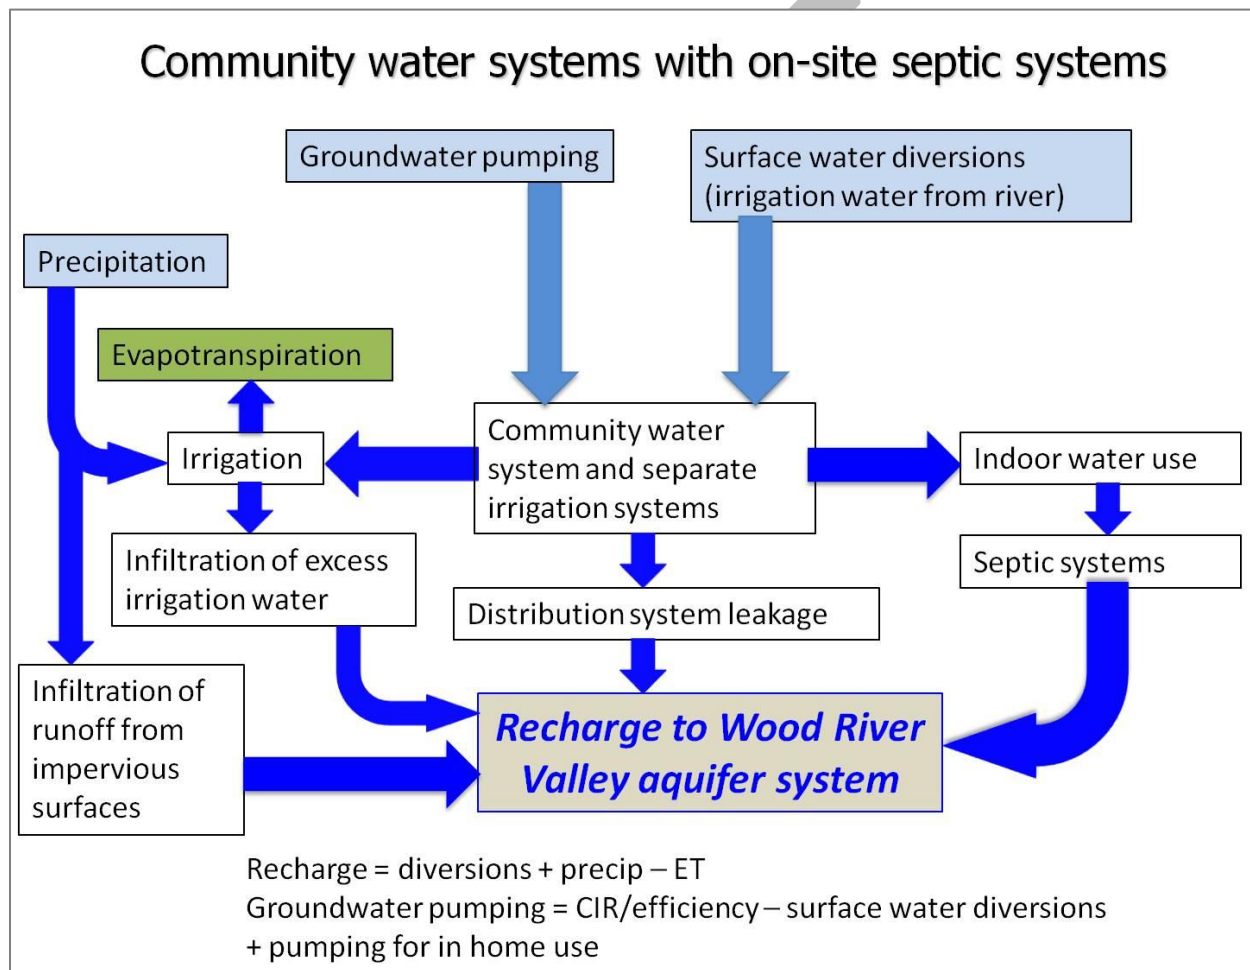 Community water systems with on-site septic systems
Groundwater pumping
Surface water diversions
(irrigation water from river)
Precipitation
Evapotranspiration
Irrigation
Community water
system and separate
irrigation systems
Indoor water use
Infiltration of excess
irrigation water
Septic systems
Distribution system leakage
Infiltration of
runoff from
impervious
surfaces
Recharge to Wood River
Valley aquifer system
Recharge = diversions + precip – ET
Groundwater pumping = CIR/efficiency – surface water diversions
+ pumping for in home use